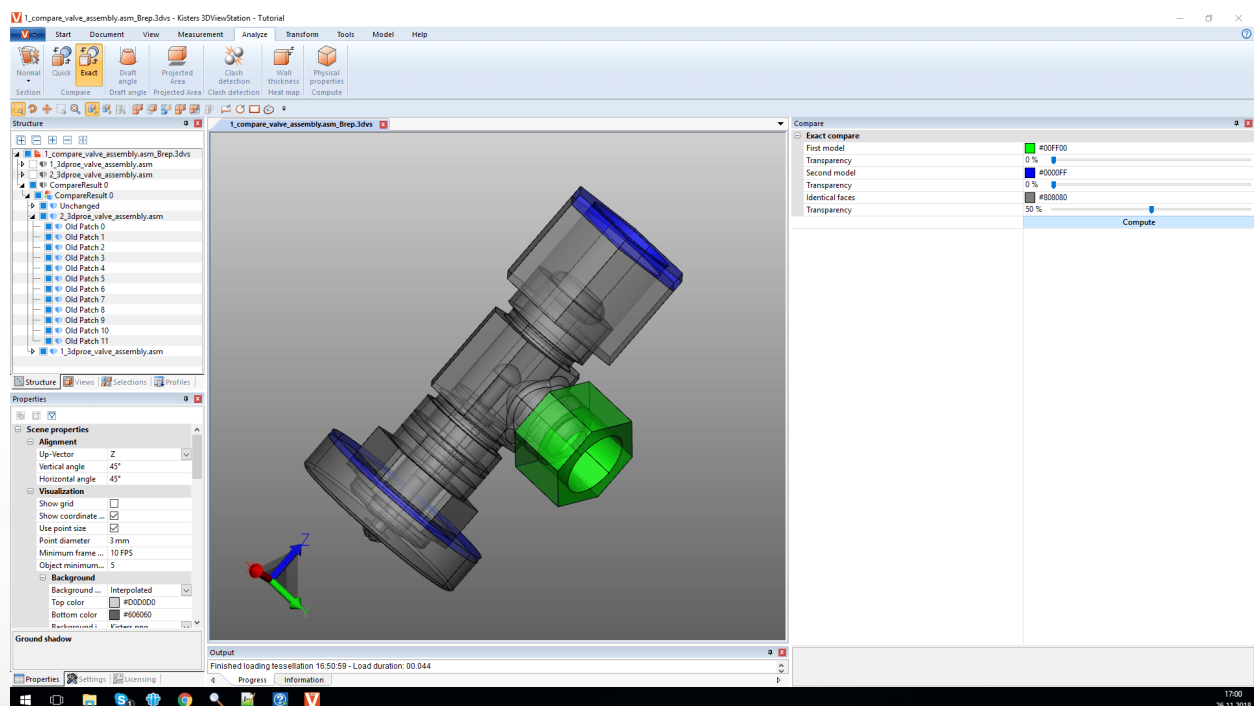 1_compare_valve_assembly.asm_Brep.3dvs - Kisters 3DViewStation - Tutorial
Start Document View Measurement Analyze Transform Tools Model Help
Normal Quick Exact Draft angle Projected Area Clash detection Wall thickness Physical properties
Section Compare Draft angle Projected Area Clash detection Heat map Compute
Structure
1_compare_valve_assembly.asm_Brep.3dvs
1_3dproe_valve_assembly.asm
2_3dproe_valve_assembly.asm
CompareResult 0
CompareResult 0
Unchanged
2_3dproe_valve_assembly.asm
Old Patch 0
Old Patch 1
Old Patch 2
Old Patch 3
Old Patch 4
Old Patch 5
Old Patch 6
Old Patch 7
Old Patch 8
Old Patch 9
Old Patch 10
Old Patch 11
1_3dproe_valve_assembly.asm
Structure Views Selections Profiles
Properties
Scene properties
Alignment
Up-Vector Z
Vertical angle 45°
Horizontal angle 45°
Visualization
Show grid
Show coordinate ...
Use point size
Point diameter 3 mm
Minimum frame ... 10 FPS
Object minimum... 5
Background
Background ... Interpolated
Top color #D0D0D0
Bottom color #606060
Background i... Kisters.png
Ground shadow
Properties Settings Licensing
1_compare_valve_assembly.asm_Brep.3dvs
Z
Y
Output
Finished loading tessellation 16:50:59 - Load duration: 00.044
Progress Information
Compare
Exact compare
First model #00FF00
Transparency 0 %
Second model #0000FF
Transparency 0 %
Identical faces #808080
Transparency 50 %
Compute
17:00
26.11.2018